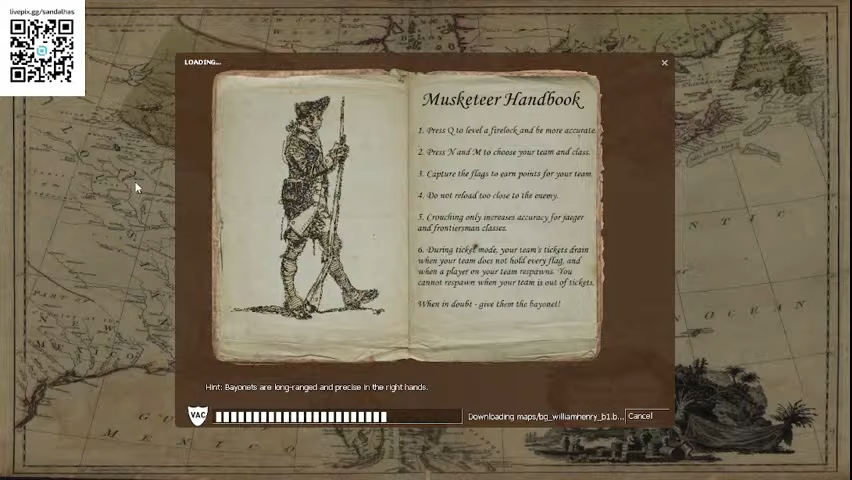 livepix.gg/sandalhas
LOADING...
Musketeer Handbook
1. Press Q to level a firelock and be more accurate.
2. Press N and M to choose your team and class.
3. Capture the flags to earn points for your team.
4. Do not reload too close to the enemy.
5. Crouching only increases accuracy for jaeger
and frontiersman classes.
6. During ticket mode, your team's tickets drain
when your team does not hold every flag, and
when a player on your team respawns. You
cannot respawn when your team is out of tickets.
When in doubt - give them the bayonet!
Hint: Bayonets are long-ranged and precise in the right hands.
VAC
Downloading maps/bg_williamhenry_b1.b...
Cancel
N T I C
O C E A N
M E X I C O